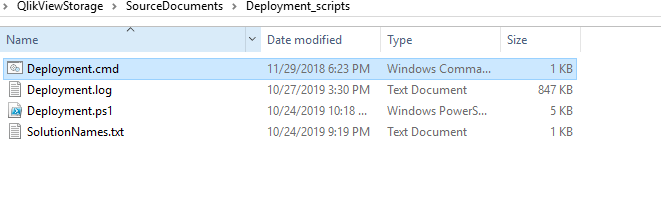 QlikViewStorage > SourceDocuments > Deployment_scripts
Name Date modified Type Size
Deployment.cmd 11/29/2018 6:23 PM Windows Comma... 1 KB
Deployment.log 10/27/2019 3:30 PM Text Document 847 KB
Deployment.ps1 10/24/2019 10:18 ... Windows PowerS... 5 KB
SolutionNames.txt 10/24/2019 9:19 PM Text Document 1 KB